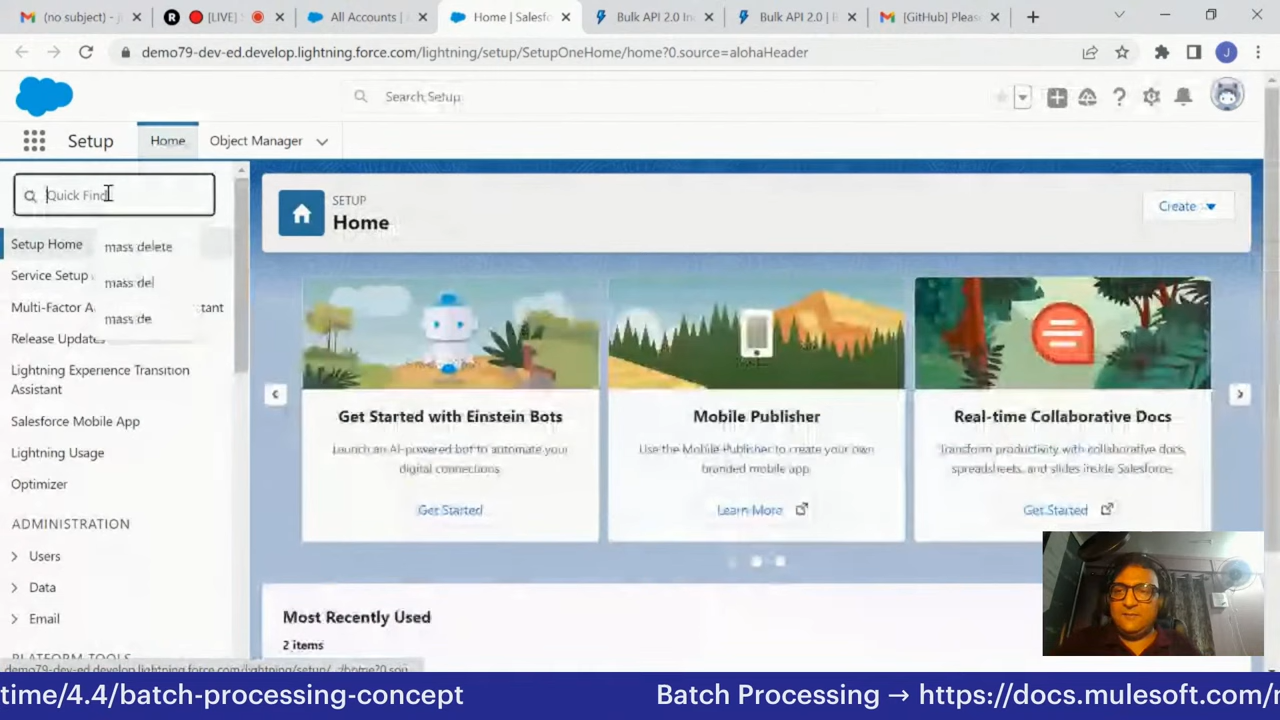 (no subject) - ji
[LIVE]
All Accounts |
Home | Salesfo
Bulk API 2.0 In
Bulk API 2.0 | B
[GitHub] Pleas
demo79-dev-ed.develop.lightning.force.com/lightning/setup/SetupOneHome/home?0.source=alohaHeader
J
Search Setup
Setup
Home
Object Manager
Quick Find
Setup Home
mass delete
Service Setup
mass del
Multi-Factor A
tant
mass de
Release Updates
Lightning Experience Transition
Assistant
Salesforce Mobile App
Lightning Usage
Optimizer
ADMINISTRATION
Users
Data
Email
PLATFORM TOOLS
SETUP
Home
Create
Get Started with Einstein Bots
Launch an AI-powered bot to automate your
digital connections.
Get Started
Mobile Publisher
Use the Mobile Publisher to create your own
branded mobile app.
Learn More
Real-time Collaborative Docs
Transform productivity with collaborative docs,
spreadsheets, and slides inside Salesforce.
Get Started
Most Recently Used
2 items
time/4.4/batch-processing-concept
Batch Processing → https://docs.mulesoft.com/r